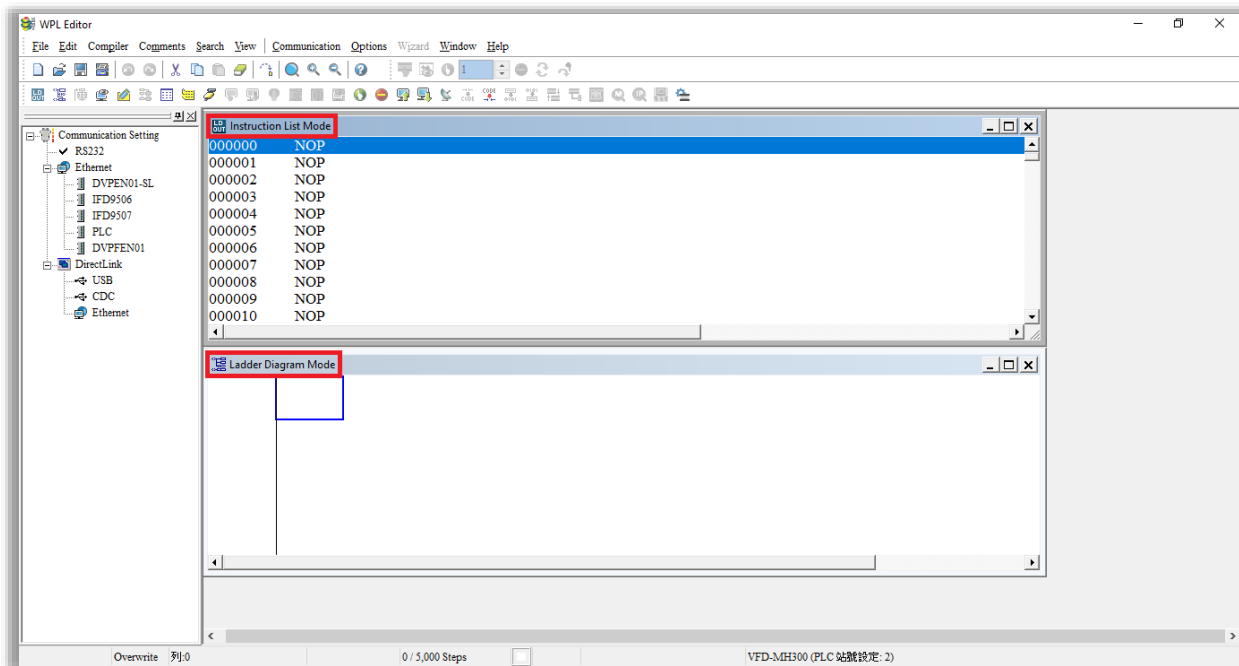 WPL Editor
File Edit Compiler Comments Search View Communication Options Wizard Window Help
1
Communication Setting
RS232
Ethernet
DVPEN01-SL
IFD9506
IFD9507
PLC
DVPFEN01
DirectLink
USB
CDC
Ethernet
Instruction List Mode
000000 NOP
000001 NOP
000002 NOP
000003 NOP
000004 NOP
000005 NOP
000006 NOP
000007 NOP
000008 NOP
000009 NOP
000010 NOP
Ladder Diagram Mode
Overwrite 列:0 0 / 5,000 Steps VFD-MH300 (PLC 站號設定: 2)